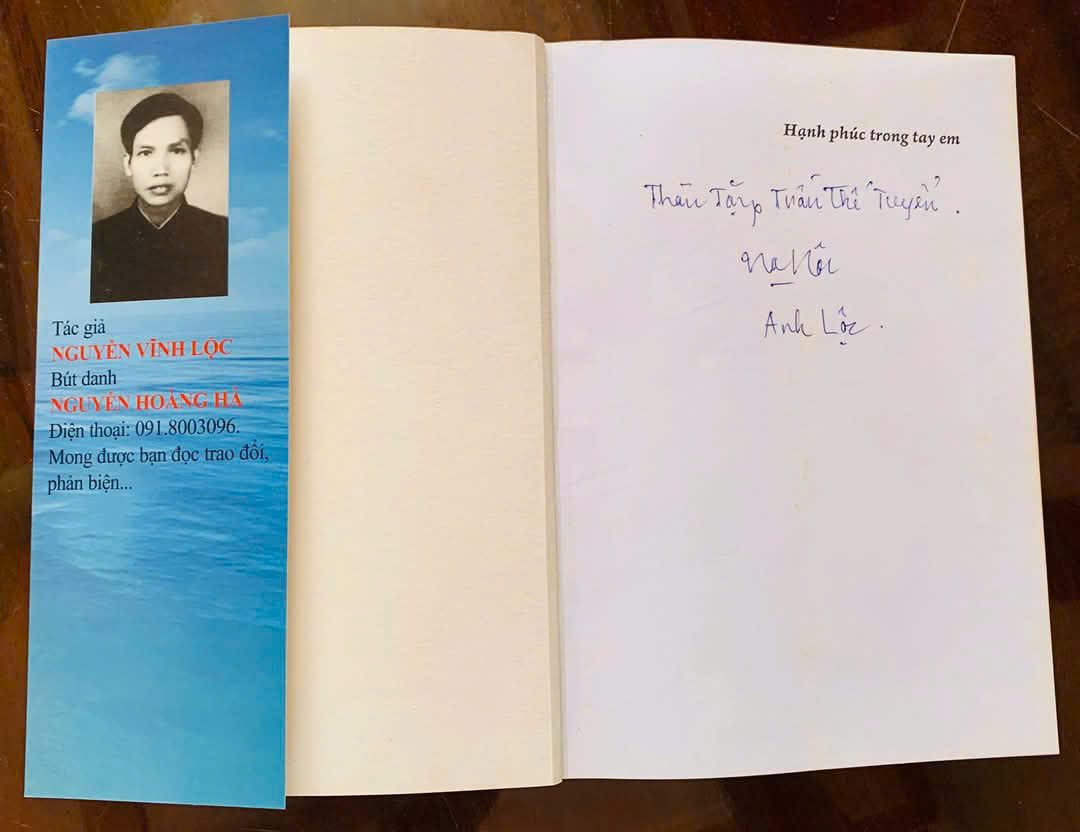 Tác giả
NGUYỄN VĨNH LỘC
Bút danh
NGUYỄN HOÀNG HÀ
Điện thoại: 091.8003096.
Mong được bạn đọc trao đổi,
phản biện...
Hạnh phúc trong tay em
Thân Tặng Trần Thế Tuyển.
Hà Nội
Anh Lộc.